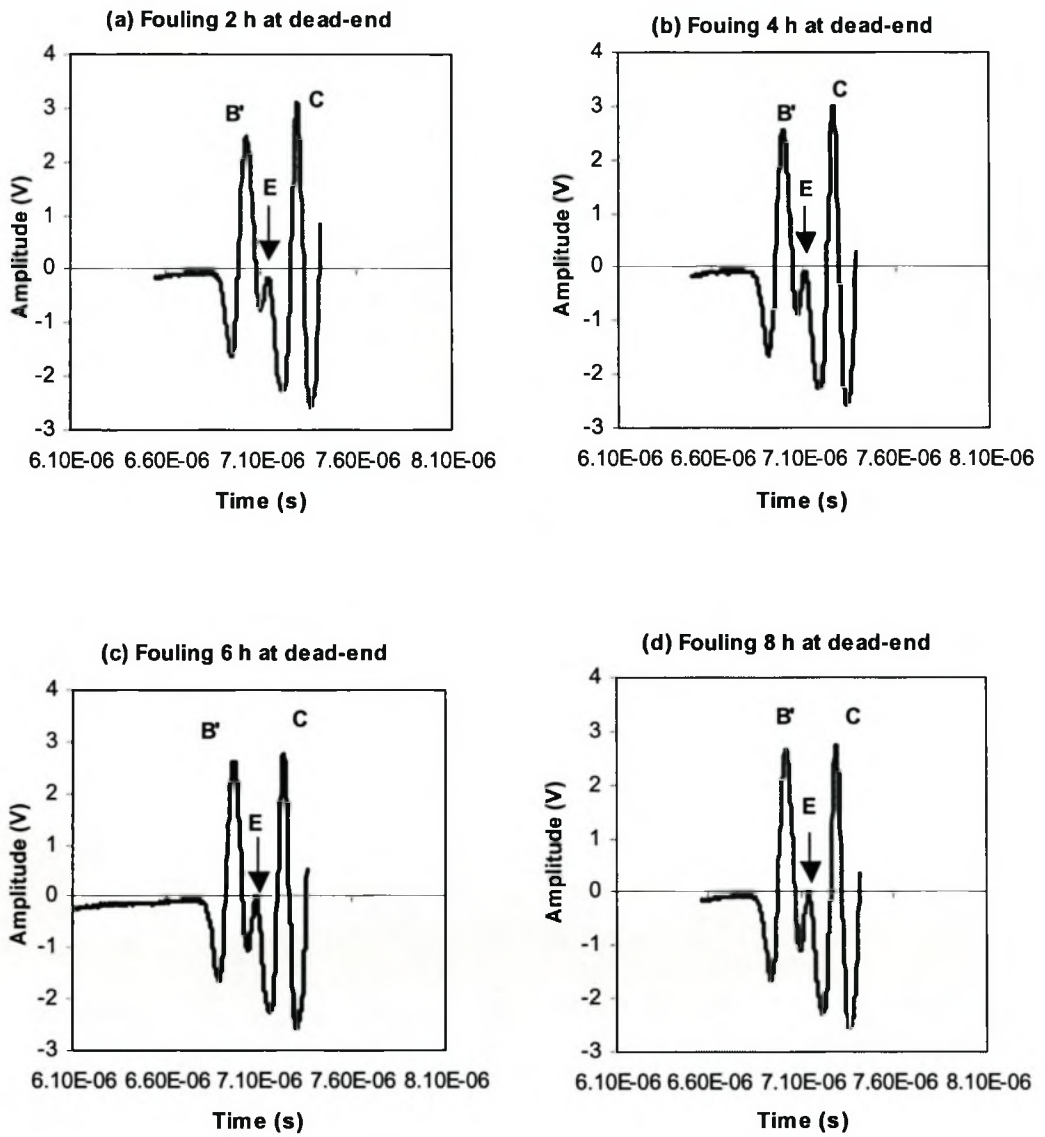 (a) Fouling 2 h at dead-end
4
3
2
1
0
-1
-2
-3
Amplitude (V)
B'
C
E
6.10E-06 6.60E-06 7.10E-06 7.60E-06 8.10E-06
Time (s)
(b) Fouing 4 h at dead-end
4
3
2
1
0
-1
-2
-3
Amplitude (V)
B'
C
E
6.10E-06 6.60E-06 7.10E-06 7.60E-06 8.10E-06
Time (s)
(c) Fouling 6 h at dead-end
4
3
2
1
0
-1
-2
-3
Amplitude (V)
B'
C
E
6.10E-06 6.60E-06 7.10E-06 7.60E-06 8.10E-06
Time (s)
(d) Fouling 8 h at dead-end
4
3
2
1
0
-1
-2
-3
Amplitude (V)
B'
C
E
6.10E-06 6.60E-06 7.10E-06 7.60E-06 8.10E-06
Time (s)